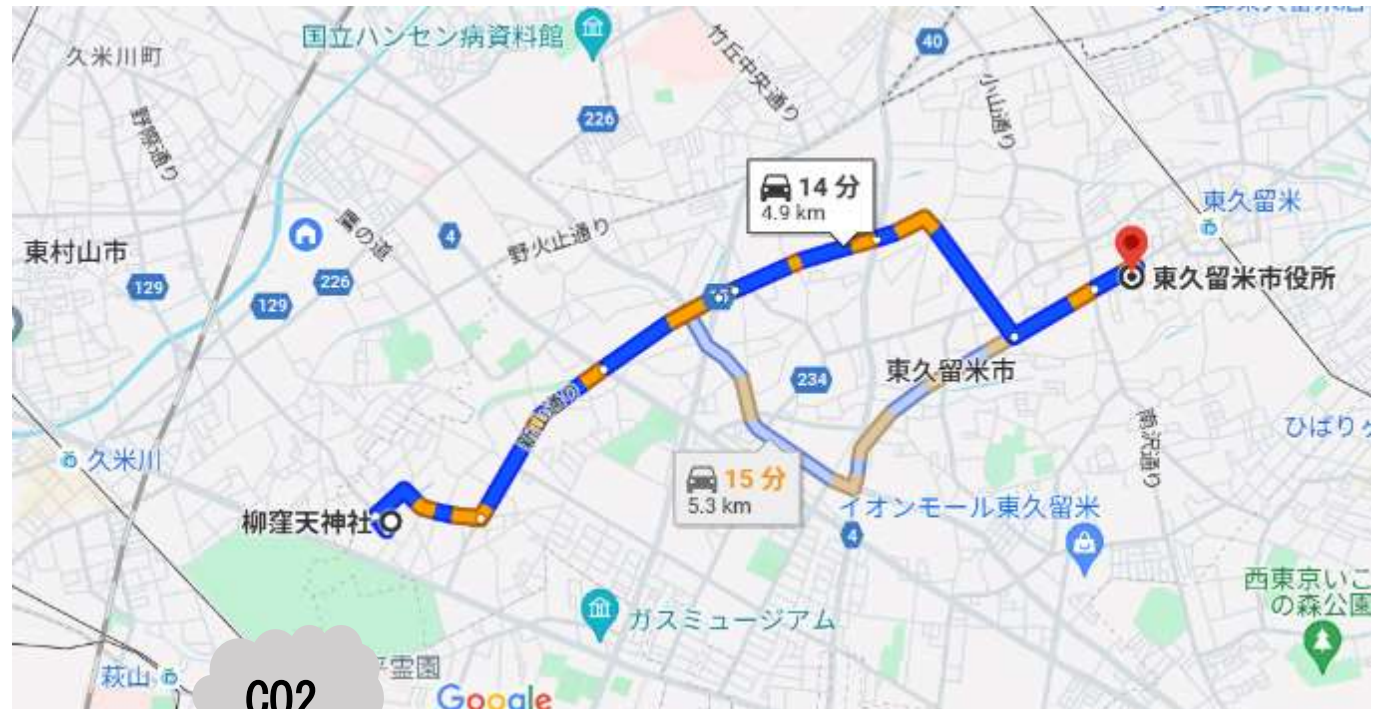 国立ハンセン病資料館
久米川町
野原通り
竹丘中央通り
40
小山通り
226
14 分
4.9 km
東久留米
東村山市
鷹の道
4
野火止通り
129
226
129
東久留米市役所
234
東久留米市
南沢通り
ひばり
久米川
15 分
5.3 km
イオンモール東久留米
柳窪天神社
4
西東京いこ
の森公園
ガスミュージアム
萩山
霊園
CO2
Google